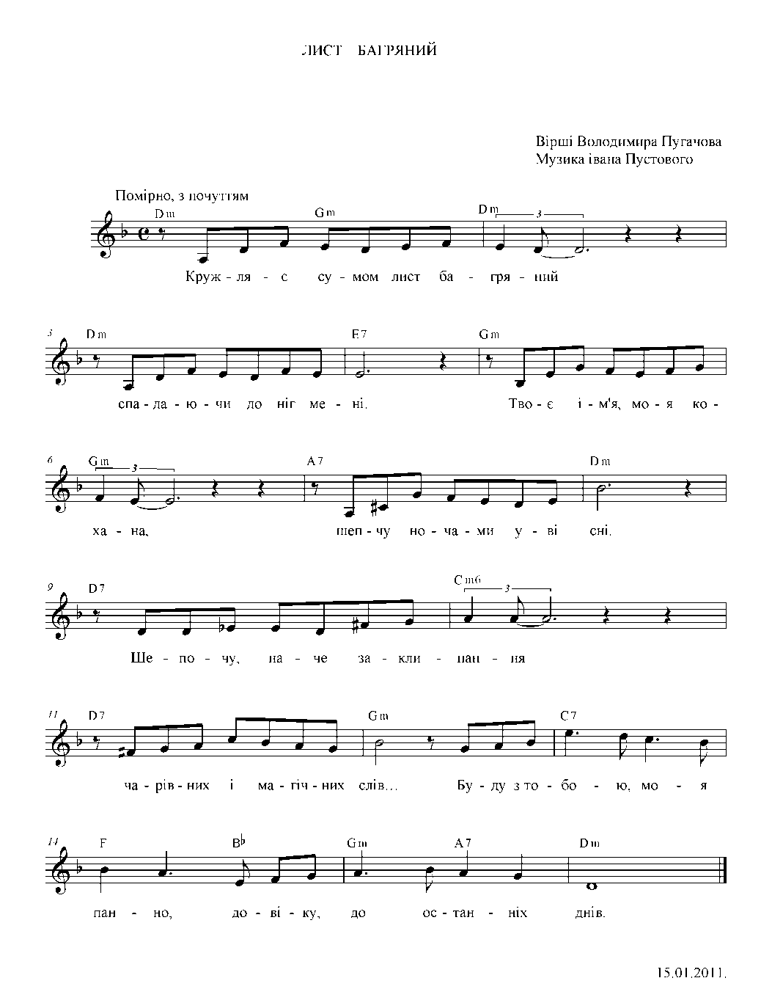 ЛИСТ БАГРЯНИЙ
Вірші Володимира Пугачова
Музика івана Пустового
Помірно, з почуттям
Dm Gm Dm 3
Круж - ля - є су - мом лист ба - гря - ний
3 Dm E7 Gm
спа - да - ю - чи до ніг ме - ні. Тво - є і - м'я, мо - я ко -
6 Gm 3 A7 Dm
ха - на, шеп - чу но - ча - ми у - ві сні.
9 D7 Cm6 3
Ше - по - чу, на - че за - кли - нан - ня
11 D7 Gm C7
ча - рів - них і ма - гіч - них слів... Бу - ду з то - бо - ю, мо - я
14 F B♭ Gm A7 Dm
пан - но, до - ві - ку, до ос - тан - ніх днів.
15.01.2011.